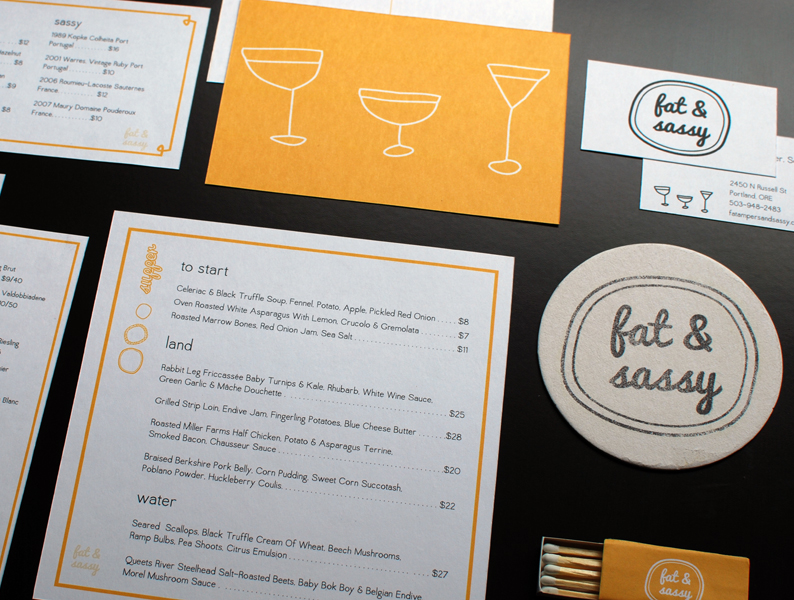 sassy
1989 Kopke Colheita Port
Portugal..............$16
2001 Warres, Vintage Ruby Port
Portugal..............$10
2006 Roumieu-Lacoste Sauternes
France..............$12
2007 Maury Domaine Pouderoux
France..............$10
$12
$8
$9
$8
fat &
sassy
fat &
sassy
2450 N Russell St
Portland, ORE
503-948-2483
fatampersandsassy.c
Brut
$9/40
Valdobbiadene
10/50
Riesling
Blanc
supper
to start
Celeriac & Black Truffle Soup, Fennel, Potato, Apple, Pickled Red Onion ..... $8
Oven Roasted White Asparagus With Lemon, Crucolo & Gremolata ..... $7
Roasted Marrow Bones, Red Onion Jam, Sea Salt ..... $11
land
Rabbit Leg Friccassée Baby Turnips & Kale, Rhubarb, White Wine Sauce,
Green Garlic & Mâche Douchette ..... $25
Grilled Strip Loin, Endive Jam, Fingerling Potatoes, Blue Cheese Butter ..... $28
Roasted Miller Farms Half Chicken, Potato & Asparagus Terrine,
Smoked Bacon, Chausseur Sauce ..... $20
Braised Berkshire Pork Belly, Corn Pudding, Sweet Corn Succotash,
Poblano Powder, Huckleberry Coulis ..... $22
water
Seared Scallops, Black Truffle Cream Of Wheat, Beech Mushrooms,
Ramp Bulbs, Pea Shoots, Citrus Emulsion ..... $27
Queets River Steelhead Salt-Roasted Beets, Baby Bok Boy & Belgian Endive
Morel Mushroom Sauce
fat &
sassy
fat &
sassy
fat &
sassy